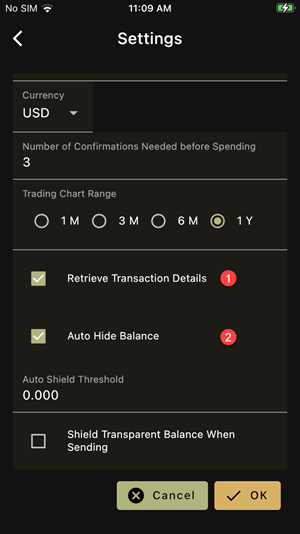 No SIM 11:09 AM
Settings
Currency
USD
Number of Confirmations Needed before Spending
3
Trading Chart Range
1 M 3 M 6 M 1 Y
Retrieve Transaction Details 1
Auto Hide Balance 2
Auto Shield Threshold
0.000
Shield Transparent Balance When
Sending
Cancel OK